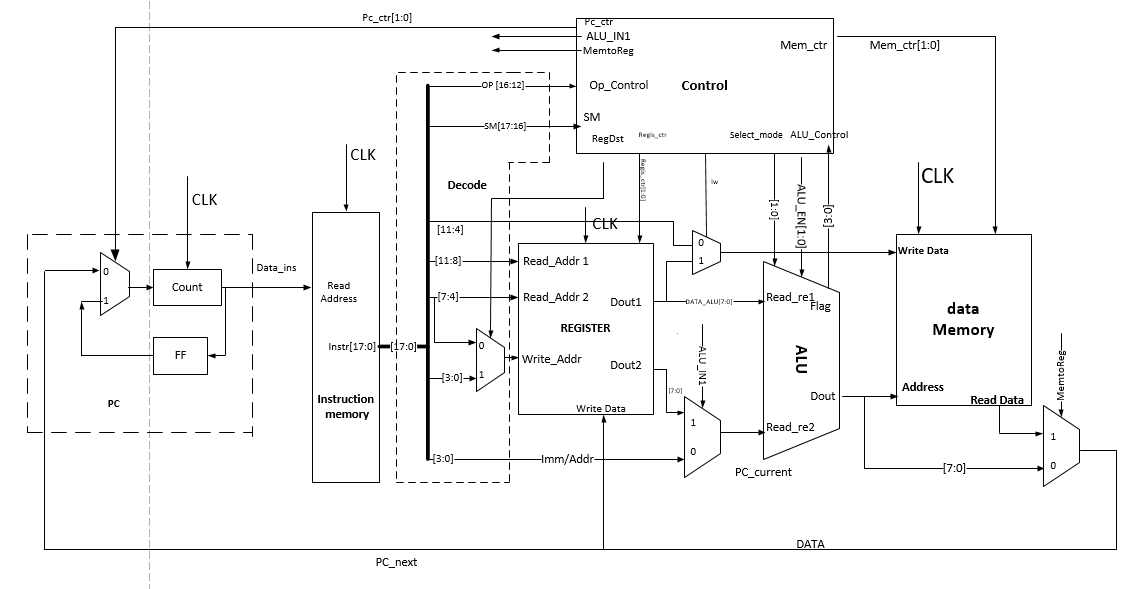 Pc_ctr[1:0]
Pc_ctr
ALU_IN1
MemtoReg
Mem_ctr
Mem_ctr[1:0]
OP [16:12]
Op_Control
Control
SM[17:16]
SM
RegDst
Regis_ctr
Select_mode
ALU_Control
CLK
CLK
Decode
Regis_ctr[1:0]
lw
[1:0]
ALU_EN[1:0]
[3:0]
CLK
CLK
[11:4]
0
1
Write Data
Data_ins
0
1
Count
FF
PC
Read
Address
Instr[17:0]
[17:0]
Instruction
memory
[11:8]
Read_Addr 1
[7:4]
Read_Addr 2
Dout1
DATA_ALU[7:0]
Read_re1
Flag
REGISTER
0
1
Write_Addr
[3:0]
Dout2
[7:0]
Write Data
ALU_IN1
ALU
data
Memory
Dout
Address
Read Data
MemtoReg
1
0
Read_re2
[3:0]
Imm/Addr
PC_current
1
0
[7:0]
DATA
PC_next